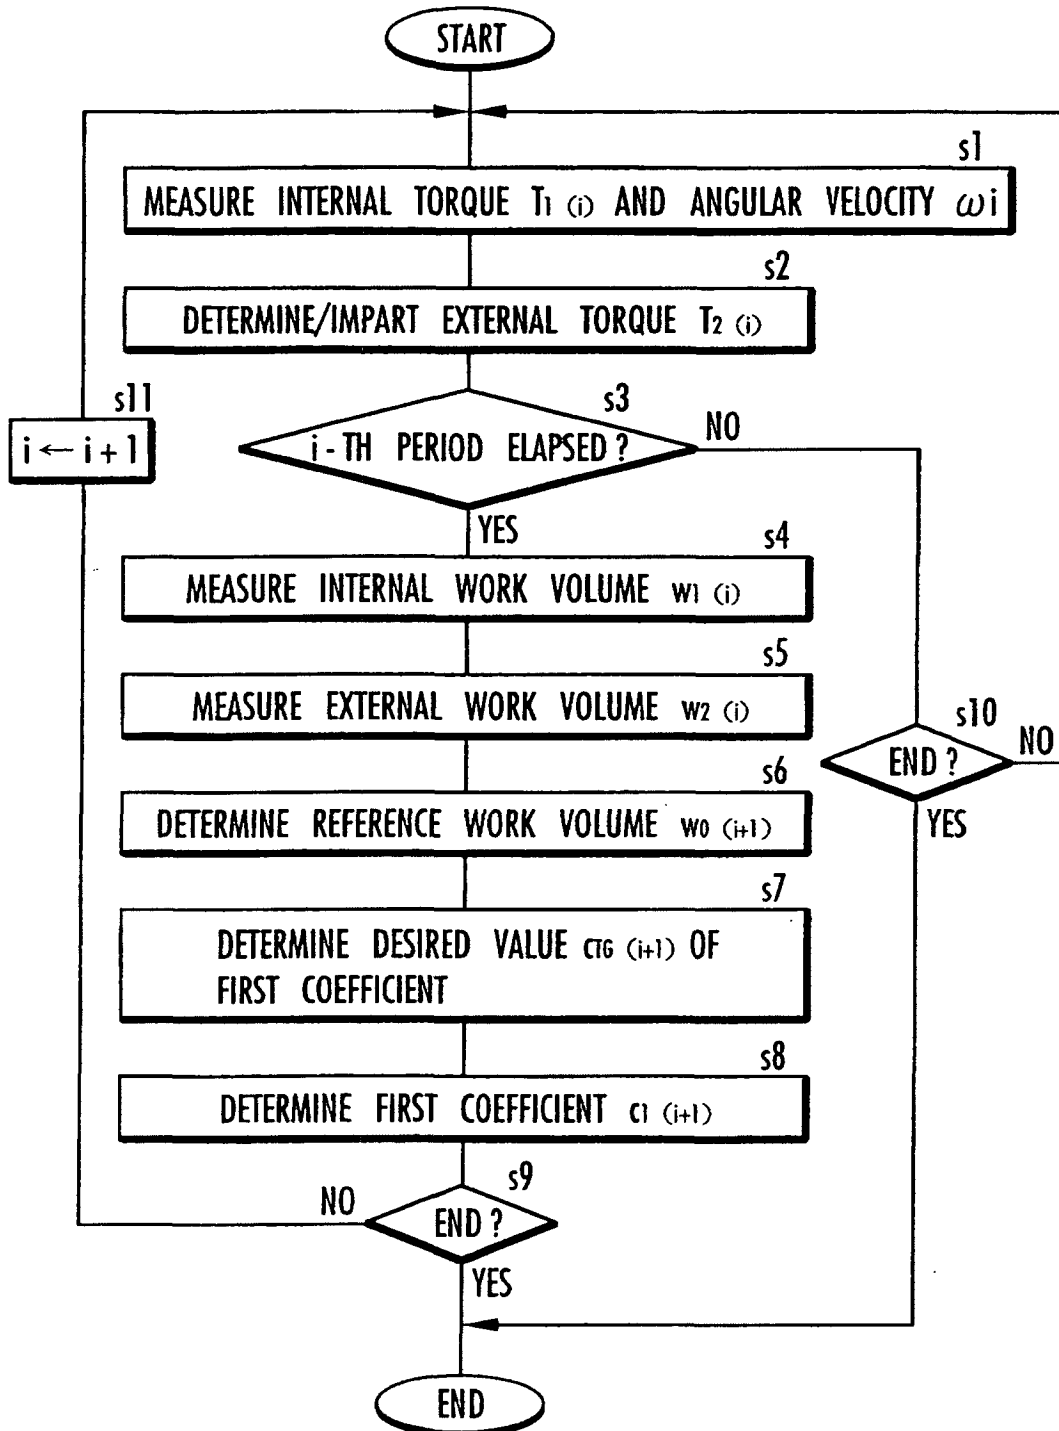 START
s1
MEASURE INTERNAL TORQUE T1 (i) AND ANGULAR VELOCITY ωi
s2
DETERMINE/IMPART EXTERNAL TORQUE T2 (i)
s11
i ← i + 1
s3
i - TH PERIOD ELAPSED ?
NO
YES
s4
MEASURE INTERNAL WORK VOLUME W1 (i)
s5
MEASURE EXTERNAL WORK VOLUME W2 (i)
s10
END ?
NO
YES
s6
DETERMINE REFERENCE WORK VOLUME W0 (i+1)
s7
DETERMINE DESIRED VALUE CTG (i+1) OF
FIRST COEFFICIENT
s8
DETERMINE FIRST COEFFICIENT C1 (i+1)
s9
NO
END ?
YES
END